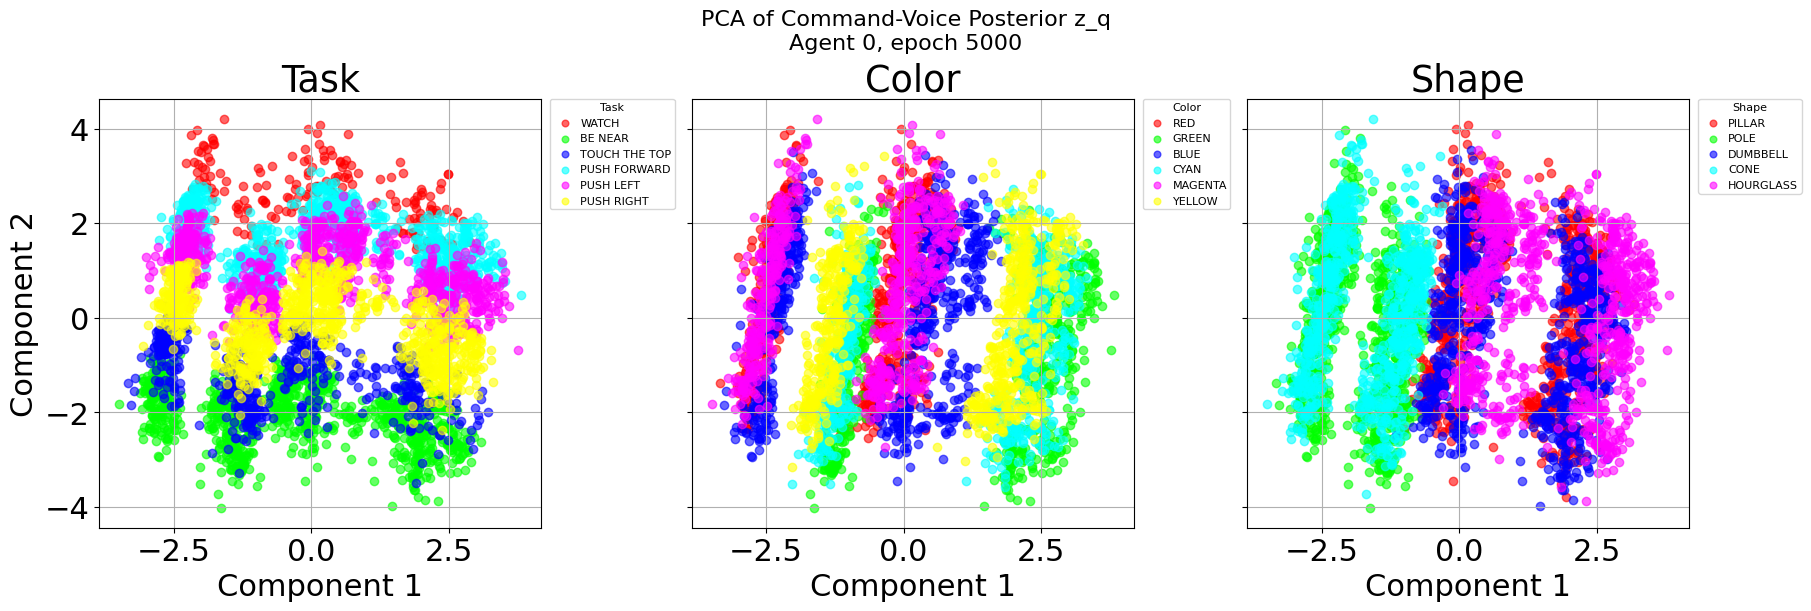 PCA of Command-Voice Posterior z_q
Agent 0, epoch 5000
Task
Color
Shape
Component 2
4
2
0
−2
−4
−2.5
0.0
2.5
Component 1
Task
WATCH
BE NEAR
TOUCH THE TOP
PUSH FORWARD
PUSH LEFT
PUSH RIGHT
−2.5
0.0
2.5
Component 1
Color
RED
GREEN
BLUE
CYAN
MAGENTA
YELLOW
−2.5
0.0
2.5
Component 1
Shape
PILLAR
POLE
DUMBBELL
CONE
HOURGLASS